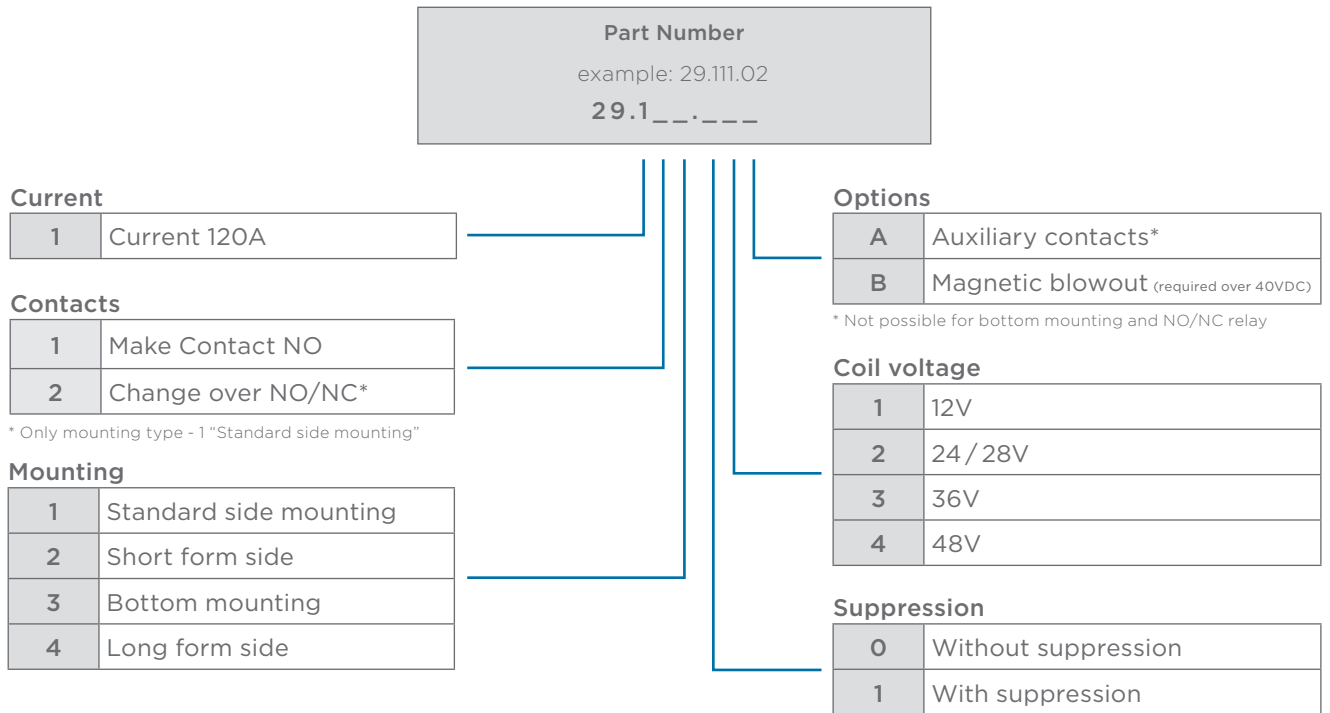 Part Number
example: 29.111.02
29.1__.___
Current
1 Current 120A
Contacts
1 Make Contact NO
2 Change over NO/NC*
* Only mounting type - 1 “Standard side mounting”
Mounting
1 Standard side mounting
2 Short form side
3 Bottom mounting
4 Long form side
Options
A Auxiliary contacts*
B Magnetic blowout (required over 40VDC)
* Not possible for bottom mounting and NO/NC relay
Coil voltage
1 12V
2 24 / 28V
3 36V
4 48V
Suppression
0 Without suppression
1 With suppression